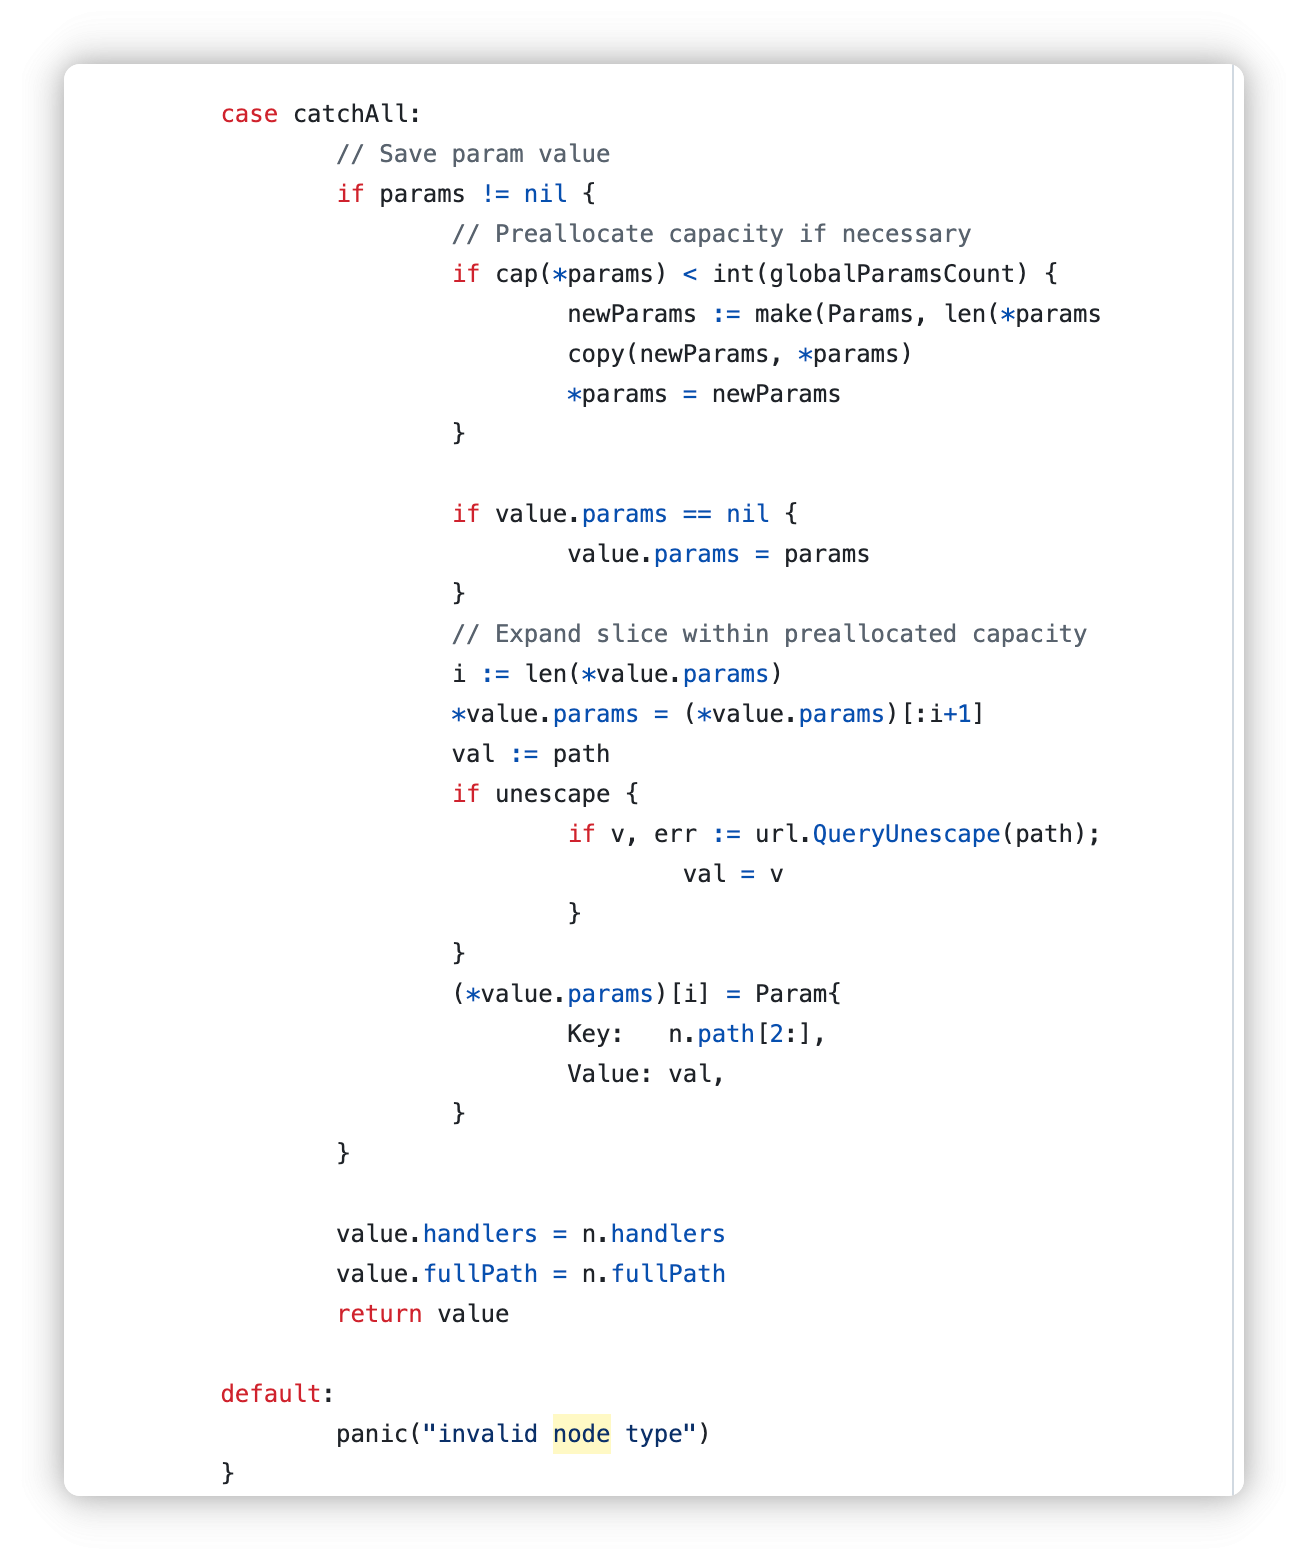 case catchAll:
// Save param value
if params != nil {
// Preallocate capacity if necessary
if cap(*params) < int(globalParamsCount) {
newParams := make(Params, len(*params
copy(newParams, *params)
*params = newParams
}
if value.params == nil {
value.params = params
}
// Expand slice within preallocated capacity
i := len(*value.params)
*value.params = (*value.params)[:i+1]
val := path
if unescape {
if v, err := url.QueryUnescape(path);
val = v
}
}
(*value.params)[i] = Param{
Key:   n.path[2:],
Value: val,
}
}
value.handlers = n.handlers
value.fullPath = n.fullPath
return value
default:
panic("invalid node type")
}